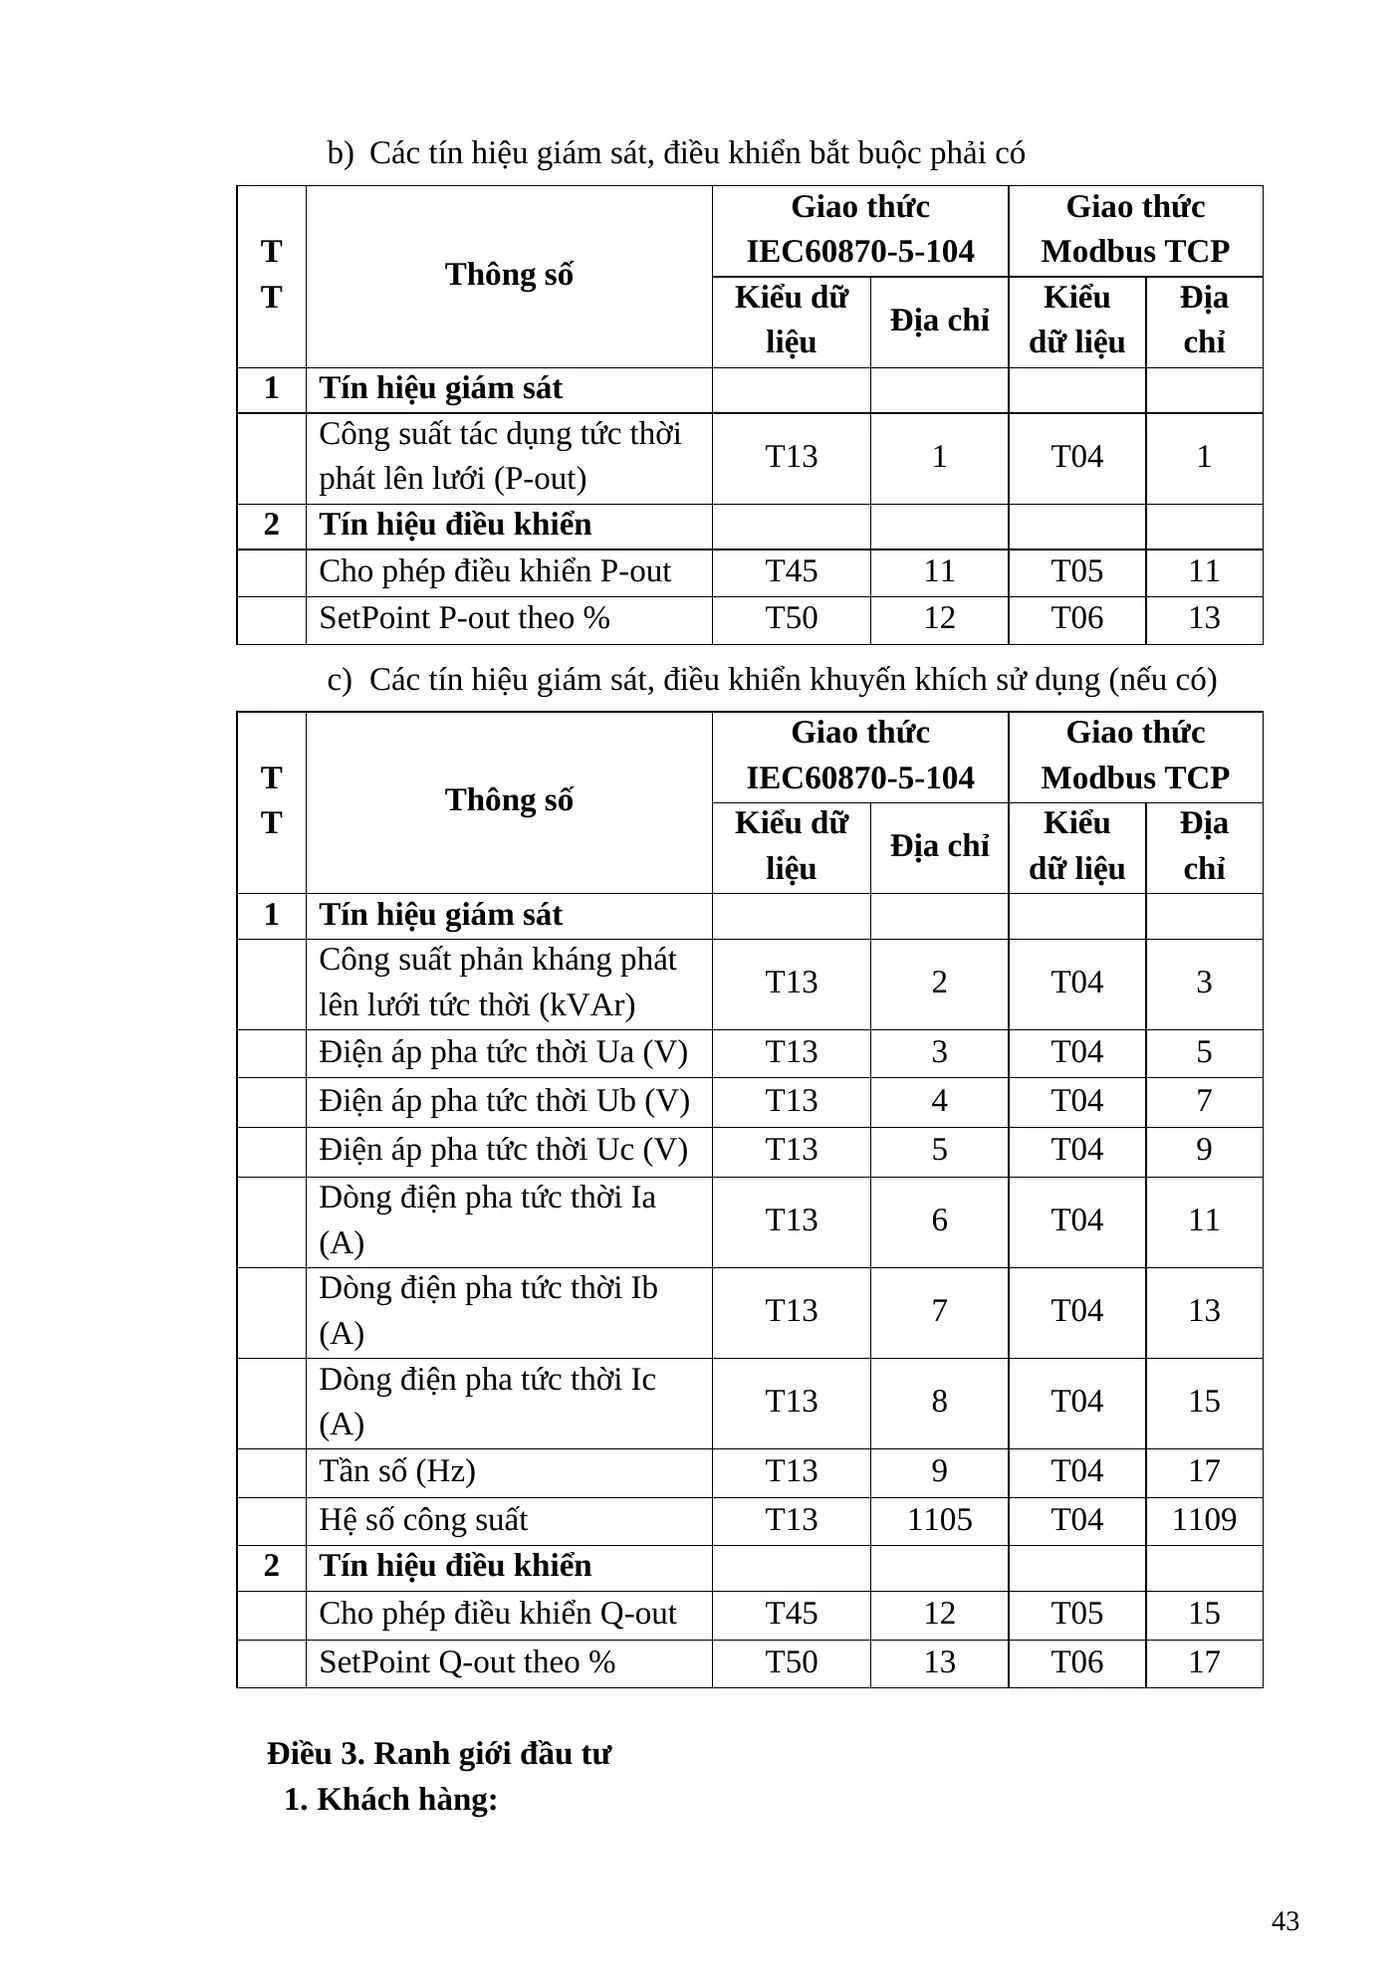 b) Các tín hiệu giám sát, điều khiển bắt buộc phải có
T
T
Thông số
Giao thức
IEC60870-5-104
Giao thức
Modbus TCP
Kiểu dữ
liệu
Địa chỉ
Kiểu
dữ liệu
Địa
chỉ
1 Tín hiệu giám sát
Công suất tác dụng tức thời
phát lên lưới (P-out)
T13 1 T04 1
2 Tín hiệu điều khiển
Cho phép điều khiển P-out T45 11 T05 11
SetPoint P-out theo % T50 12 T06 13
c) Các tín hiệu giám sát, điều khiển khuyến khích sử dụng (nếu có)
T
T
Thông số
Giao thức
IEC60870-5-104
Giao thức
Modbus TCP
Kiểu dữ
liệu
Địa chỉ
Kiểu
dữ liệu
Địa
chỉ
1 Tín hiệu giám sát
Công suất phản kháng phát
lên lưới tức thời (kVAr)
T13 2 T04 3
Điện áp pha tức thời Ua (V) T13 3 T04 5
Điện áp pha tức thời Ub (V) T13 4 T04 7
Điện áp pha tức thời Uc (V) T13 5 T04 9
Dòng điện pha tức thời Ia
(A)
T13 6 T04 11
Dòng điện pha tức thời Ib
(A)
T13 7 T04 13
Dòng điện pha tức thời Ic
(A)
T13 8 T04 15
Tần số (Hz) T13 9 T04 17
Hệ số công suất T13 1105 T04 1109
2 Tín hiệu điều khiển
Cho phép điều khiển Q-out T45 12 T05 15
SetPoint Q-out theo % T50 13 T06 17
Điều 3. Ranh giới đầu tư
1. Khách hàng:
43